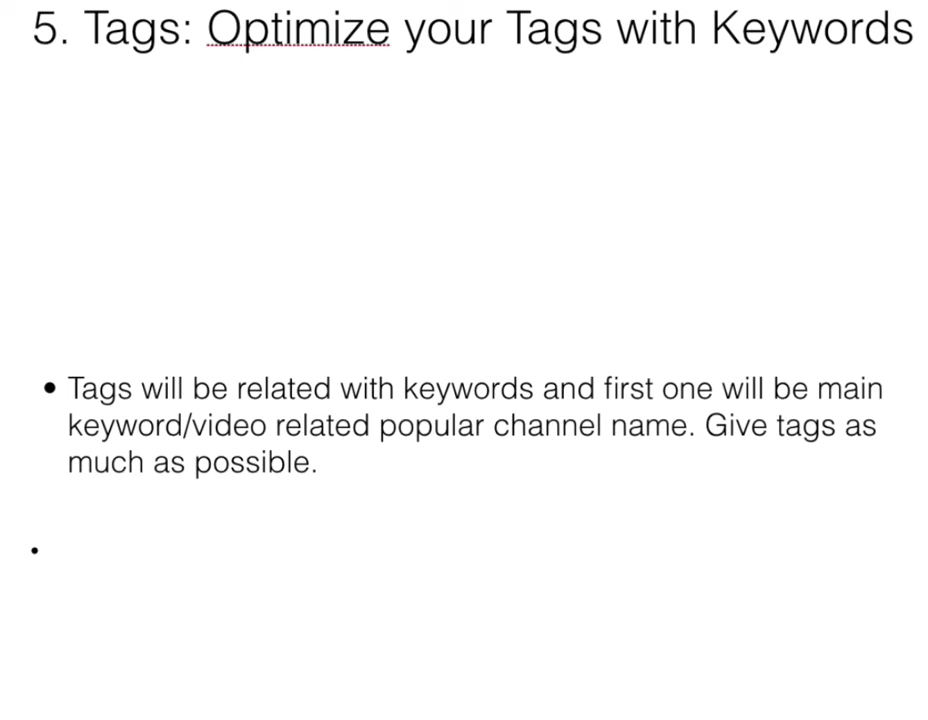 5. Tags: Optimize your Tags with Keywords
• Tags will be related with keywords and first one will be main
keyword/video related popular channel name. Give tags as
much as possible.
•